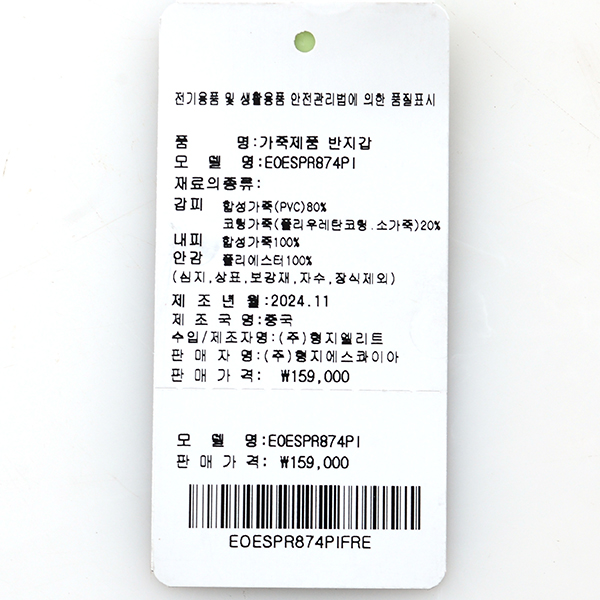 전기용품 및 생활용품 안전관리법에 의한 품질표시
품 명:가죽제품 반지갑
모 델 명:EOESPR874PI
재료의종류:
감피 합성가죽(PVC)80%
코팅가죽(폴리우레탄코팅.소가죽)20%
내피 합성가죽100%
안감 폴리에스터100%
(심지,상표,보강재,자수,장식제외)
제 조 년 월:2024.11
제 조 국 명:중국
수입/제조자명:(주)형지엘리트
판 매 자 명:(주)형지에스콰이아
판 매 가 격: ₩159,000
모 델 명:EOESPR874PI
판 매 가 격: ₩159,000
EOESPR874PIFRE